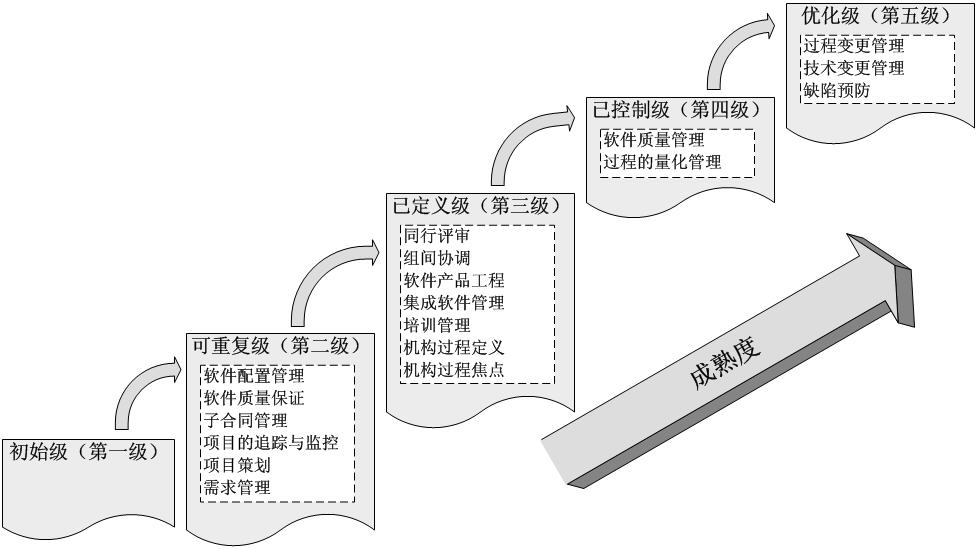 初始级（第一级）
可重复级（第二级）
软件配置管理
软件质量保证
子合同管理
项目的追踪与监控
项目策划
需求管理
已定义级（第三级）
同行评审
组间协调
软件产品工程
集成软件管理
培训管理
机构过程定义
机构过程焦点
已控制级（第四级）
软件质量管理
过程的量化管理
优化级（第五级）
过程变更管理
技术变更管理
缺陷预防
成熟度